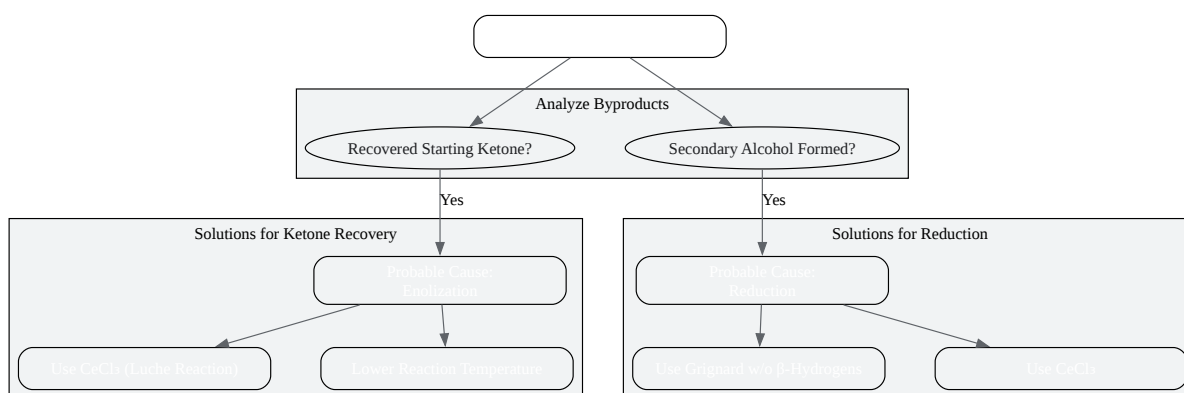 Analyze Byproducts
Recovered Starting Ketone?
Secondary Alcohol Formed?
Yes
Yes
Solutions for Ketone Recovery
Solutions for Reduction
Probable Cause:
Enolization
Probable Cause:
Reduction
Use CeCl₃ (Loche Reaction)
Lower Reaction Temperature
Use Grignard w/o β-Hydrogens
Use CeCl₃